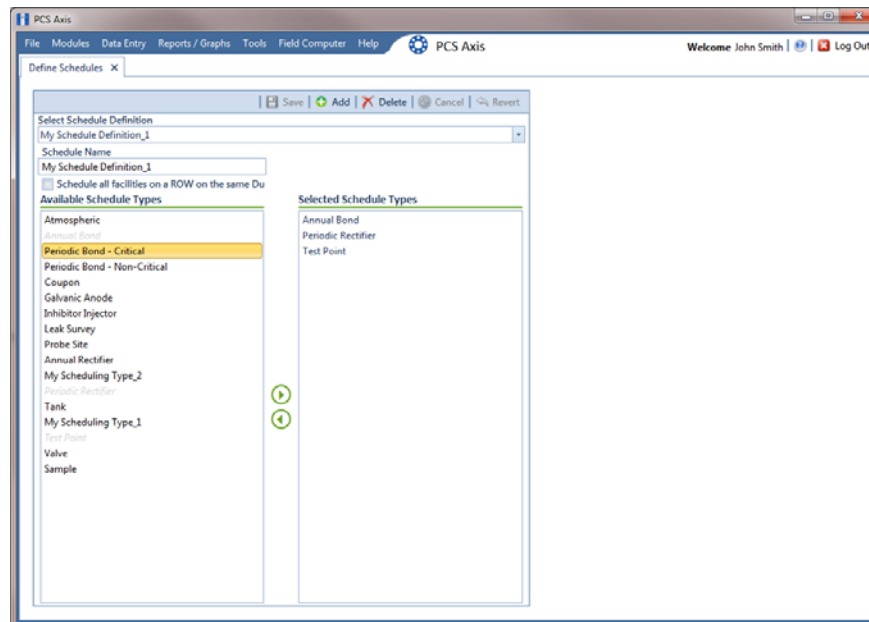 PCS Axis
File Modules Data Entry Reports / Graphs Tools Field Computer Help PCS Axis Welcome John Smith Log Out
Define Schedules X
Save Add Delete Cancel Revert
Select Schedule Definition
My Schedule Definition_1
Schedule Name
My Schedule Definition_1
Schedule all facilities on a ROW on the same Du
Available Schedule Types
Atmospheric
Annual Bond
Periodic Bond - Critical
Periodic Bond - Non-Critical
Coupon
Galvanic Anode
Inhibitor Injector
Leak Survey
Probe Site
Annual Rectifier
My Scheduling Type_2
Periodic Rectifier
Tank
My Scheduling Type_1
Test Point
Valve
Sample
Selected Schedule Types
Annual Bond
Periodic Rectifier
Test Point